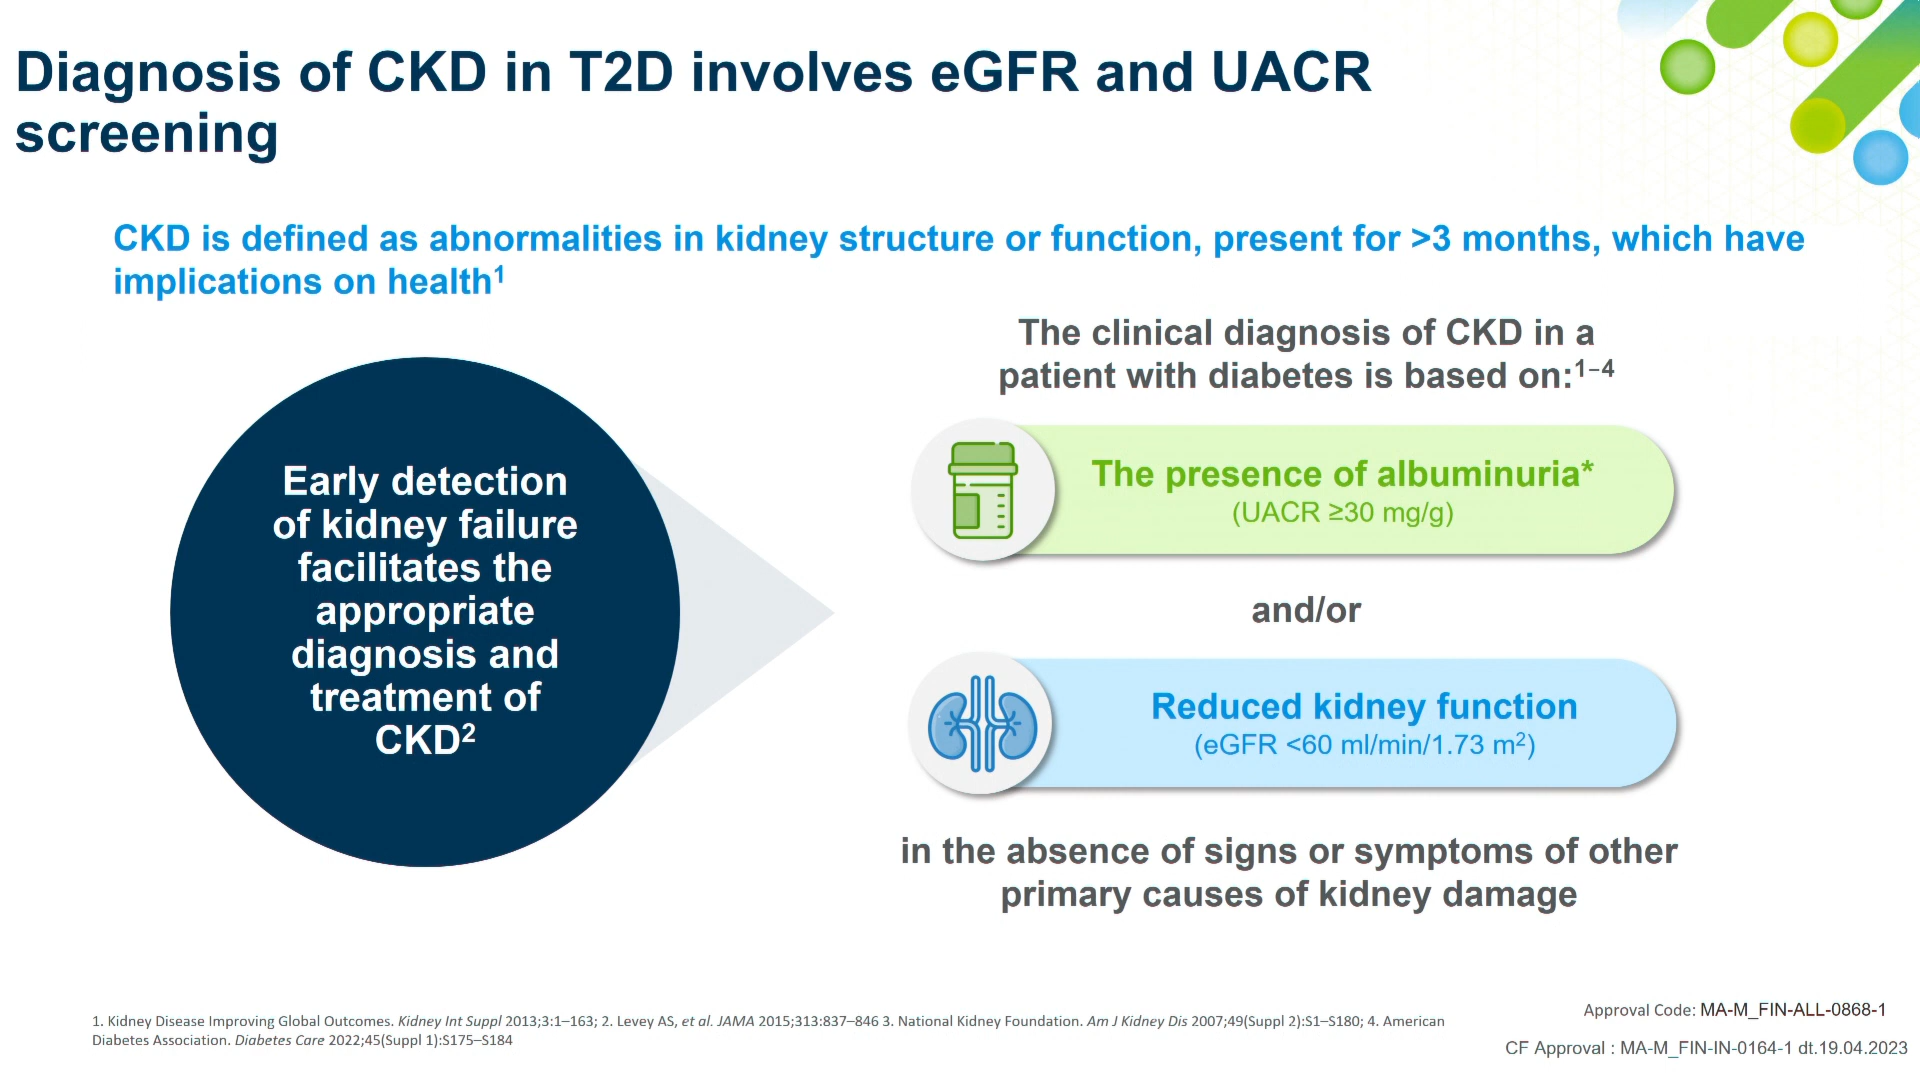 Diagnosis of CKD in T2D involves eGFR and UACR
screening
CKD is defined as abnormalities in kidney structure or function, present for >3 months, which have
implications on health¹
Early detection
of kidney failure
facilitates the
appropriate
diagnosis and
treatment of
CKD²
The clinical diagnosis of CKD in a
patient with diabetes is based on:¹⁻⁴
The presence of albuminuria*
(UACR ≥30 mg/g)
and/or
Reduced kidney function
(eGFR <60 ml/min/1.73 m²)
in the absence of signs or symptoms of other
primary causes of kidney damage
1. Kidney Disease Improving Global Outcomes. Kidney Int Suppl 2013;3:1–163; 2. Levey AS, et al. JAMA 2015;313:837–846 3. National Kidney Foundation. Am J Kidney Dis 2007;49(Suppl 2):S1–S180; 4. American
Diabetes Association. Diabetes Care 2022;45(Suppl 1):S175–S184
Approval Code: MA-M_FIN-ALL-0868-1
CF Approval : MA-M_FIN-IN-0164-1 dt.19.04.2023